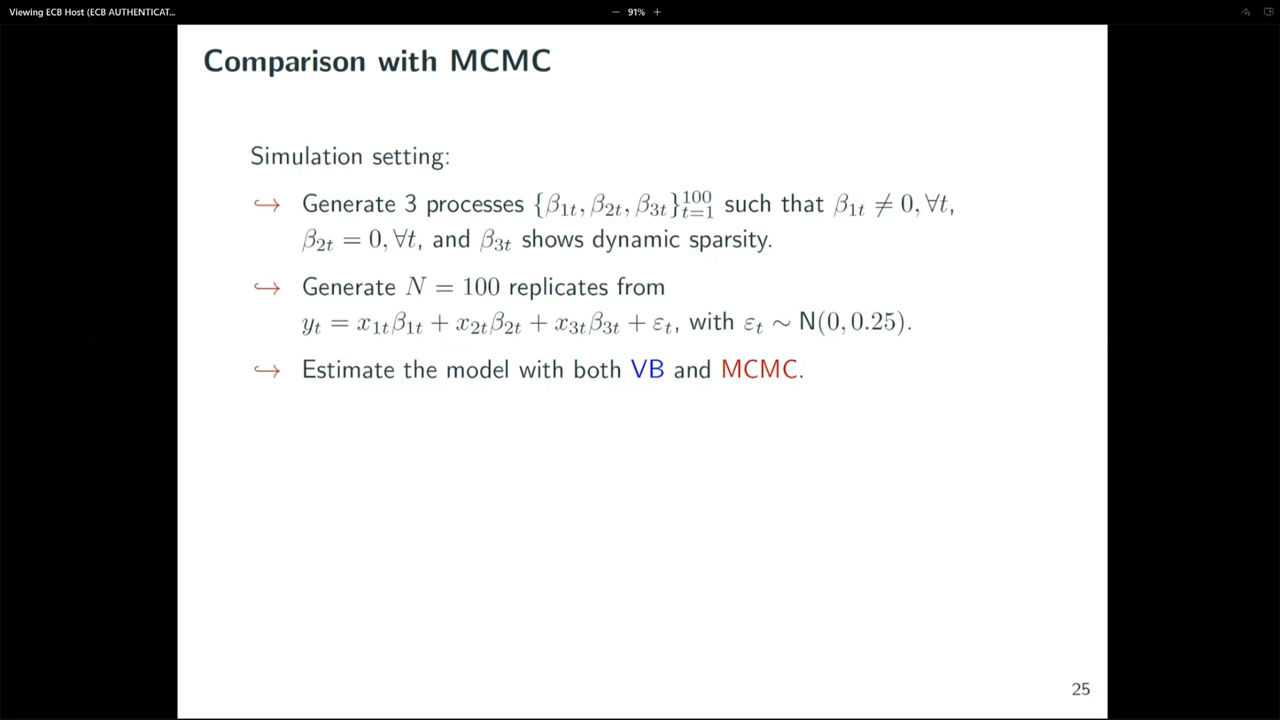 Viewing ECB Host (ECB AUTHENTICAT...
− 91% +
Comparison with MCMC
Simulation setting:
↪ Generate 3 processes {β₁ₜ, β₂ₜ, β₃ₜ}¹⁰⁰ₜ₌₁ such that β₁ₜ ≠ 0, ∀t,
β₂ₜ = 0, ∀t, and β₃ₜ shows dynamic sparsity.
↪ Generate N = 100 replicates from
yₜ = x₁ₜβ₁ₜ + x₂ₜβ₂ₜ + x₃ₜβ₃ₜ + εₜ, with εₜ ∼ N(0, 0.25).
↪ Estimate the model with both VB and MCMC.
25